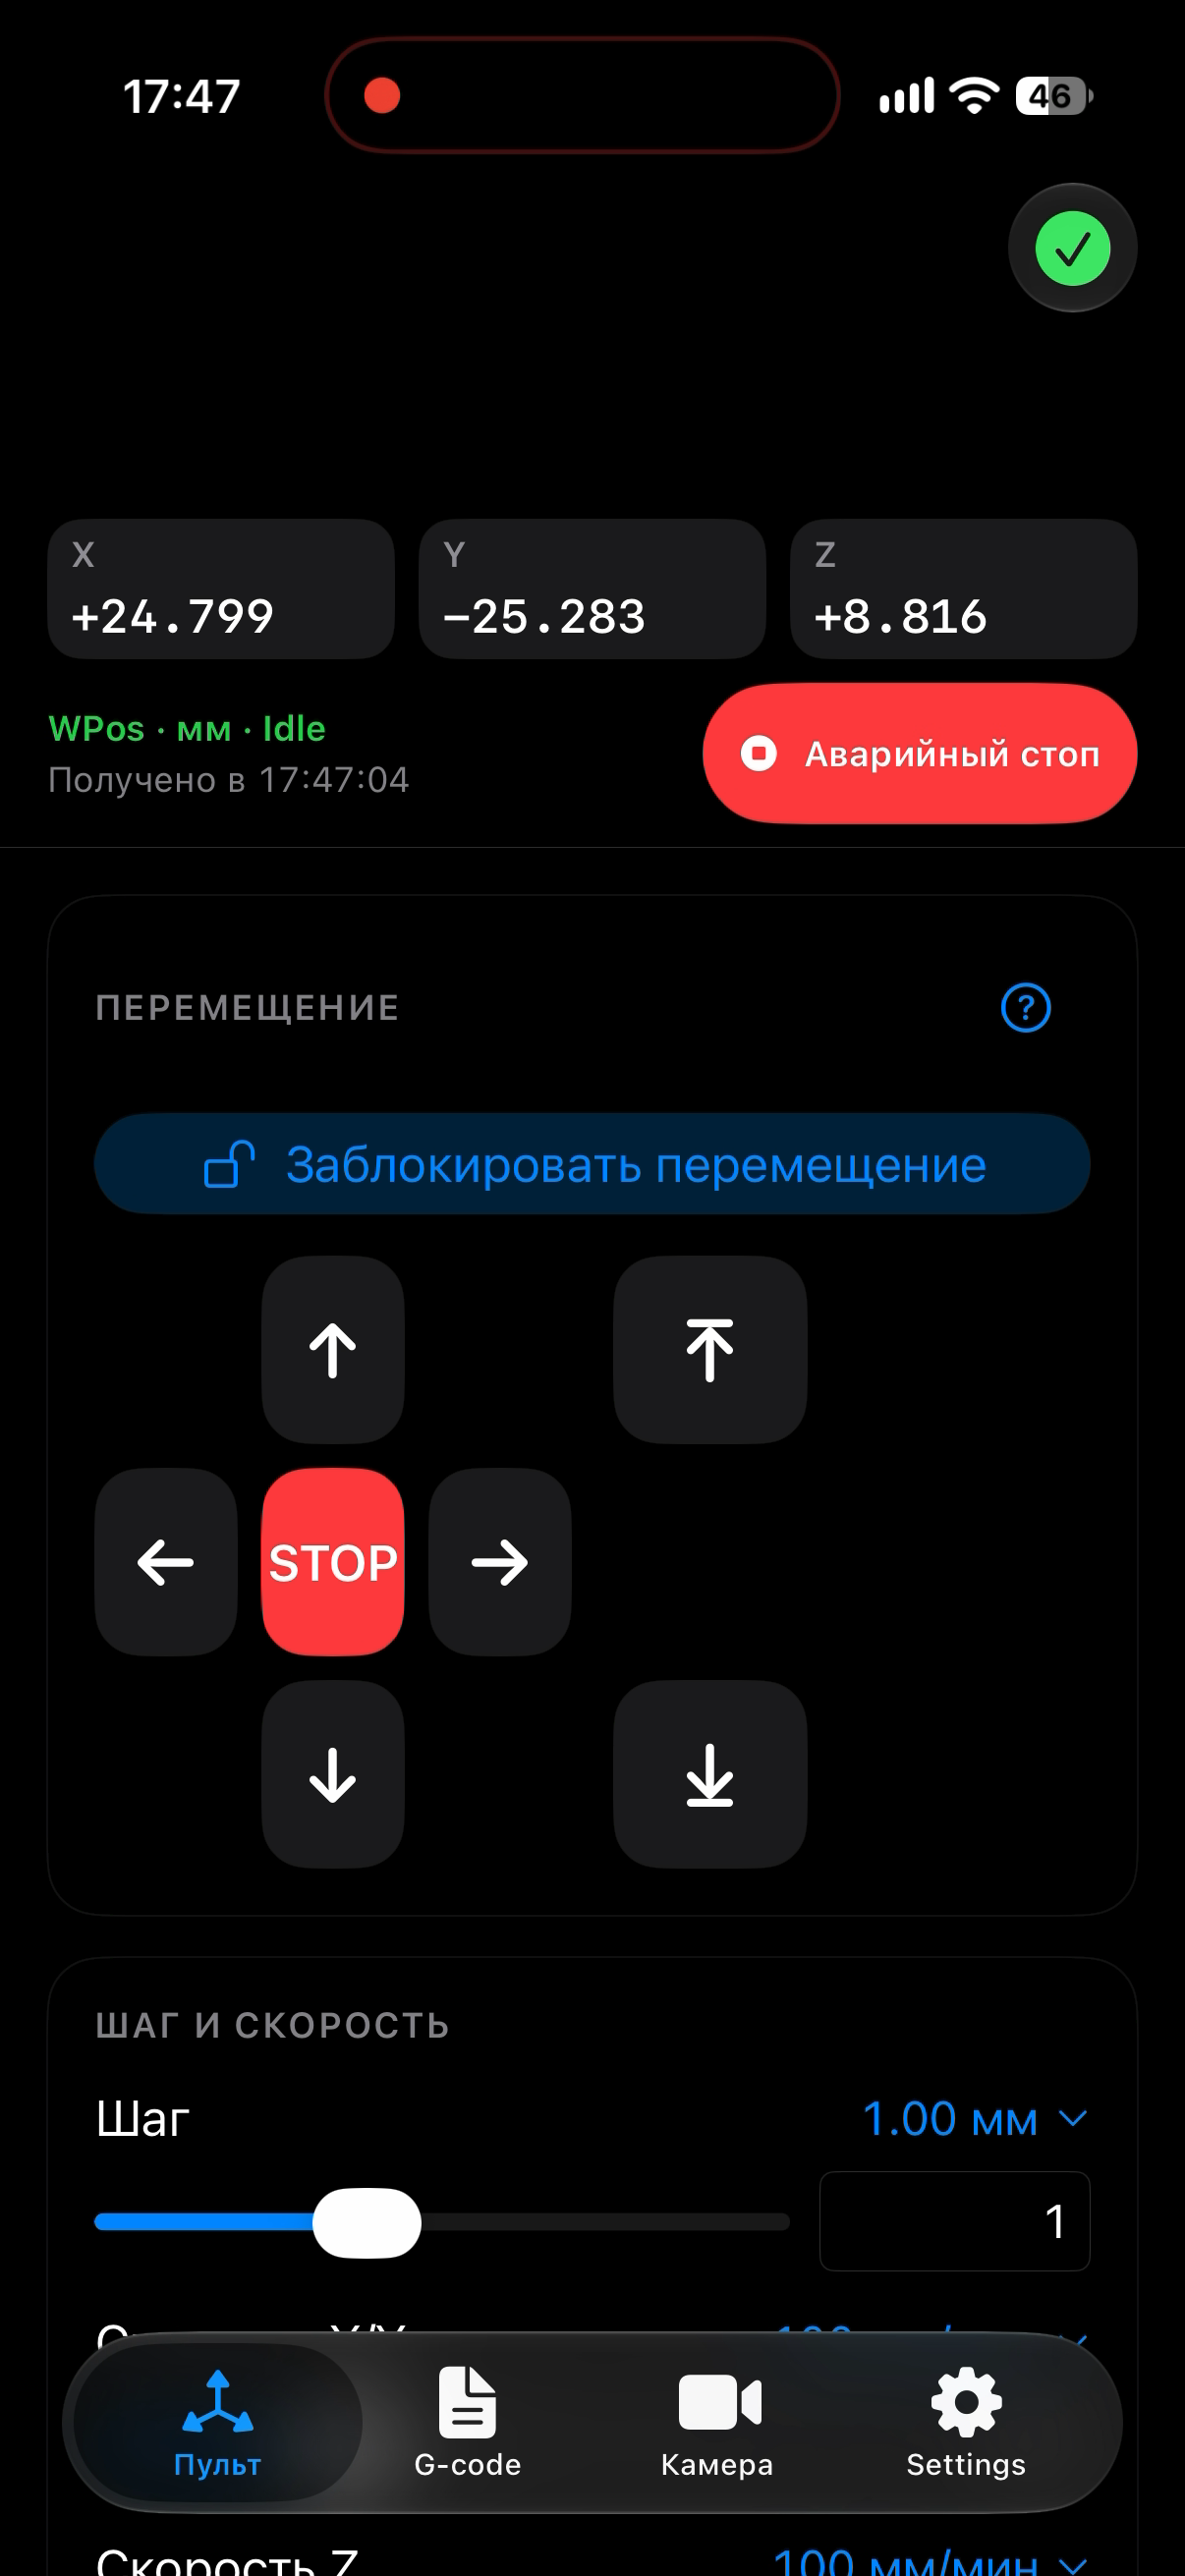 17:47
46
X
+24.799
Y
−25.283
Z
+8.816
WPos · мм · Idle
Получено в 17:47:04
Аварийный стоп
ПЕРЕМЕЩЕНИЕ
?
Заблокировать перемещение
STOP
ШАГ И СКОРОСТЬ
Шаг
1.00 мм
1
Пульт
G-code
Камера
Settings
Скорость Z
100 мм/мин